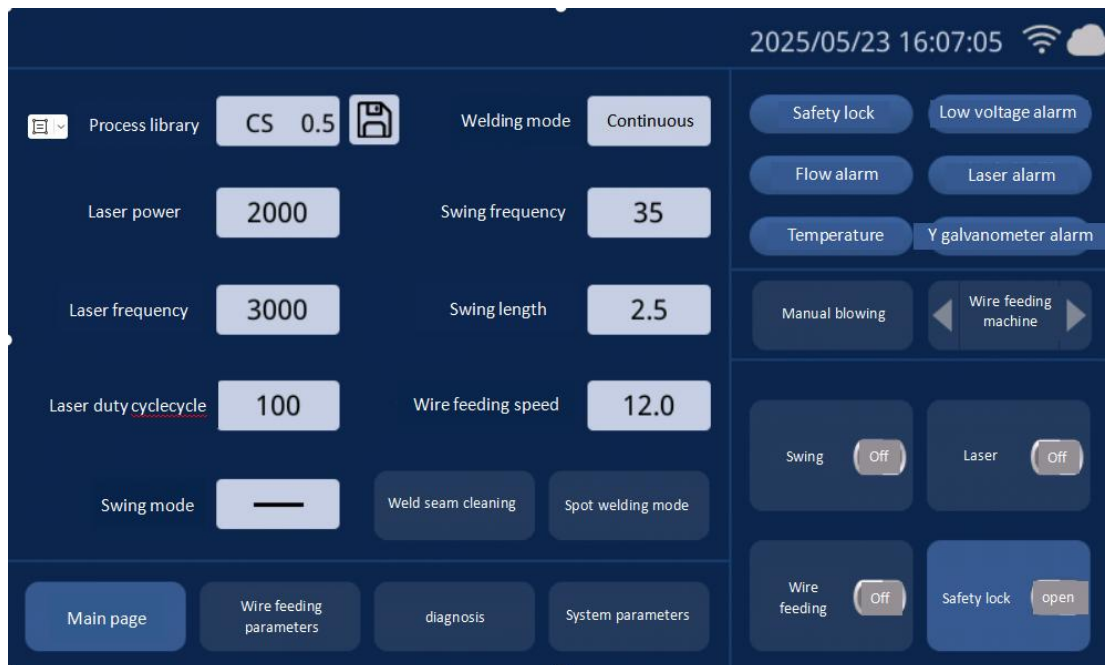 2025/05/23 16:07:05
Process library
CS 0.5
Welding mode
Continuous
Laser power
2000
Swing frequency
35
Laser frequency
3000
Swing length
2.5
Laser duty cyclecycle
100
Wire feeding speed
12.0
Swing mode
Weld seam cleaning
Spot welding mode
Safety lock
Low voltage alarm
Flow alarm
Laser alarm
Temperature
Y galvanometer alarm
Manual blowing
Wire feeding
machine
Swing
Off
Laser
Off
Wire
feeding
Off
Safety lock
open
Main page
Wire feeding
parameters
diagnosis
System parameters